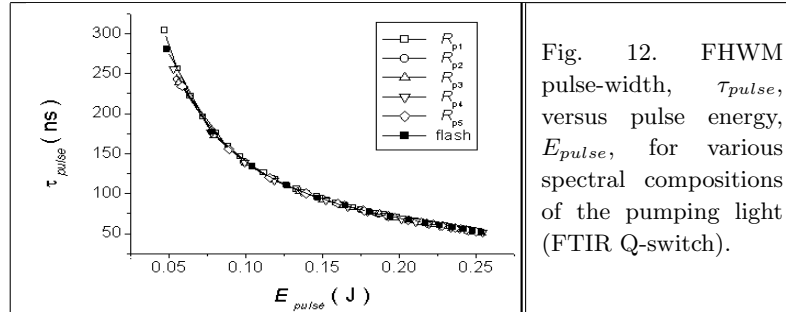 300
250
200
150
100
50
τ pulse ( ns )
0.05 0.10 0.15 0.20 0.25
E pulse ( J )
Rp1
Rp2
Rp3
Rp4
Rp5
flash
Fig. 12. FHWM
pulse-width, τpulse,
versus pulse energy,
Epulse, for various
spectral compositions
of the pumping light
(FTIR Q-switch).